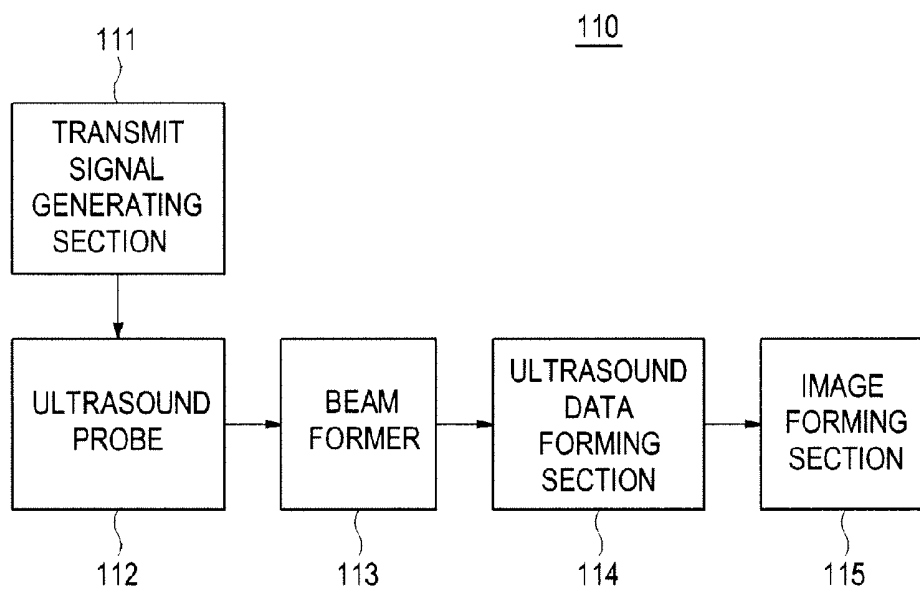 110
111
TRANSMIT
SIGNAL
GENERATING
SECTION
ULTRASOUND
PROBE
BEAM
FORMER
ULTRASOUND
DATA
FORMING
SECTION
IMAGE
FORMING
SECTION
112
113
114
115